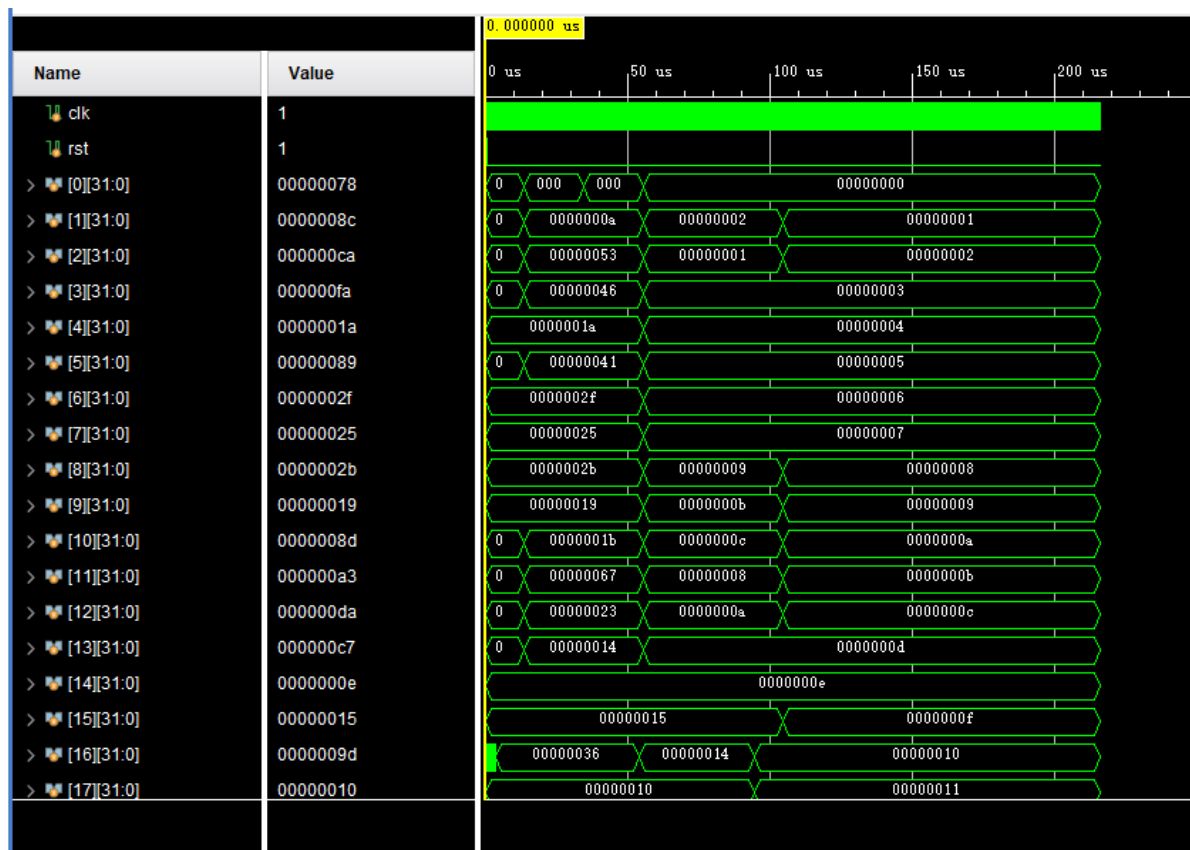 0.000000 us
Name Value 0 us 50 us 100 us 150 us 200 us
clk 1
rst 1
[0][31:0] 00000078 0 000 000 00000000
[1][31:0] 0000008c 0 0000000a 00000002 00000001
[2][31:0] 000000ca 0 00000053 00000001 00000002
[3][31:0] 000000fa 0 00000046 00000003
[4][31:0] 0000001a 0000001a 00000004
[5][31:0] 00000089 0 00000041 00000005
[6][31:0] 0000002f 0000002f 00000006
[7][31:0] 00000025 00000025 00000007
[8][31:0] 0000002b 0000002b 00000009 00000008
[9][31:0] 00000019 00000019 0000000b 00000009
[10][31:0] 0000008d 0 0000001b 0000000c 0000000a
[11][31:0] 000000a3 0 00000067 00000008 0000000b
[12][31:0] 000000da 0 00000023 0000000a 0000000c
[13][31:0] 000000c7 0 00000014 0000000d
[14][31:0] 0000000e 0000000e
[15][31:0] 00000015 00000015 0000000f
[16][31:0] 0000009d 00000036 00000014 00000010
[17][31:0] 00000010 00000010 00000011